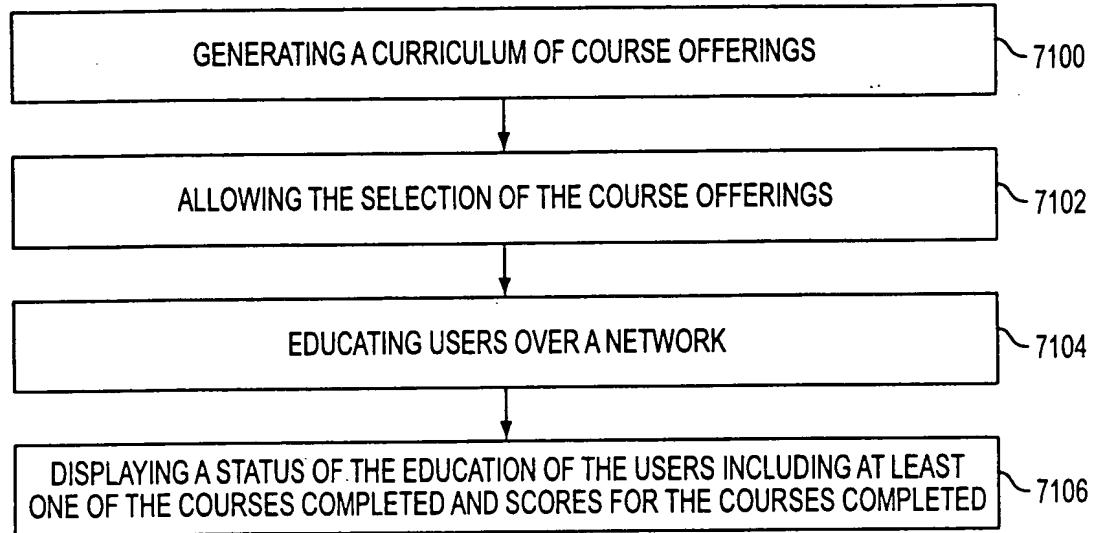 GENERATING A CURRICULUM OF COURSE OFFERINGS
7100
ALLOWING THE SELECTION OF THE COURSE OFFERINGS
7102
EDUCATING USERS OVER A NETWORK
7104
DISPLAYING A STATUS OF THE EDUCATION OF THE USERS INCLUDING AT LEAST
ONE OF THE COURSES COMPLETED AND SCORES FOR THE COURSES COMPLETED
7106